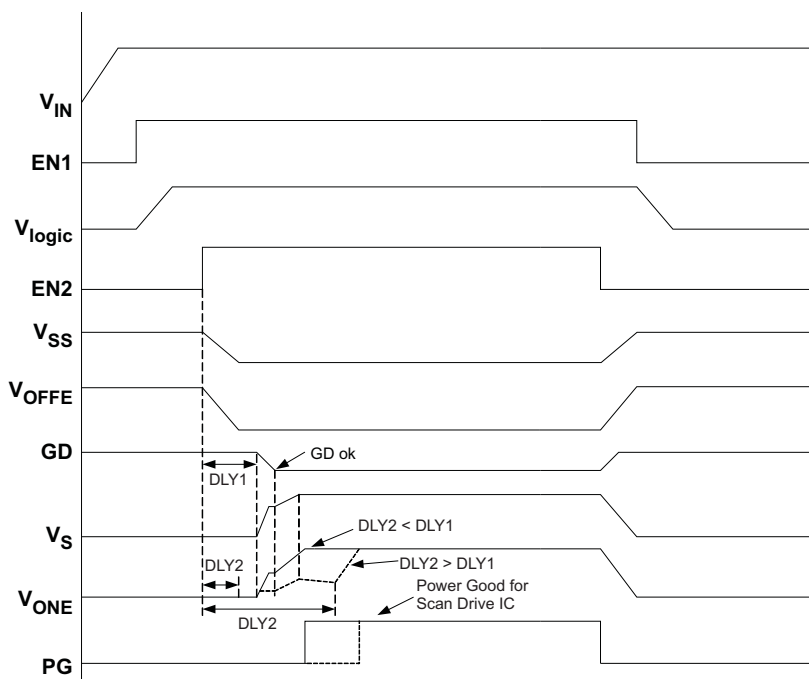 V_IN
EN1
V_logic
EN2
V_SS
V_OFFE
GD
GD ok
DLY1
V_S
DLY2 < DLY1
DLY2
DLY2 > DLY1
Power Good for
Scan Drive IC
V_ONE
DLY2
PG